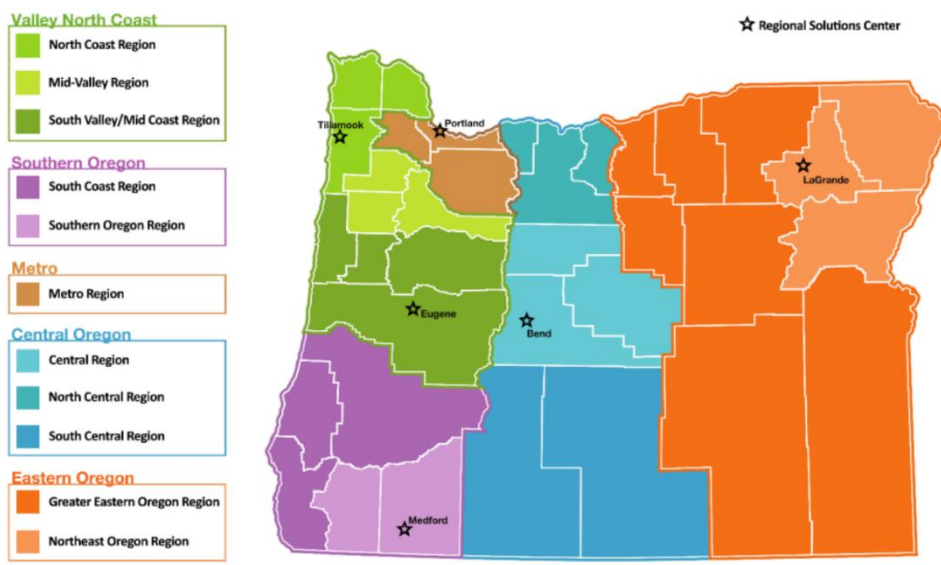 Valley North Coast
North Coast Region
Mid-Valley Region
South Valley/Mid Coast Region
Southern Oregon
South Coast Region
Southern Oregon Region
Metro
Metro Region
Central Oregon
Central Region
North Central Region
South Central Region
Eastern Oregon
Greater Eastern Oregon Region
Northeast Oregon Region
Regional Solutions Center
Tillamook
Portland
LaGrande
Eugene
Bend
Medford